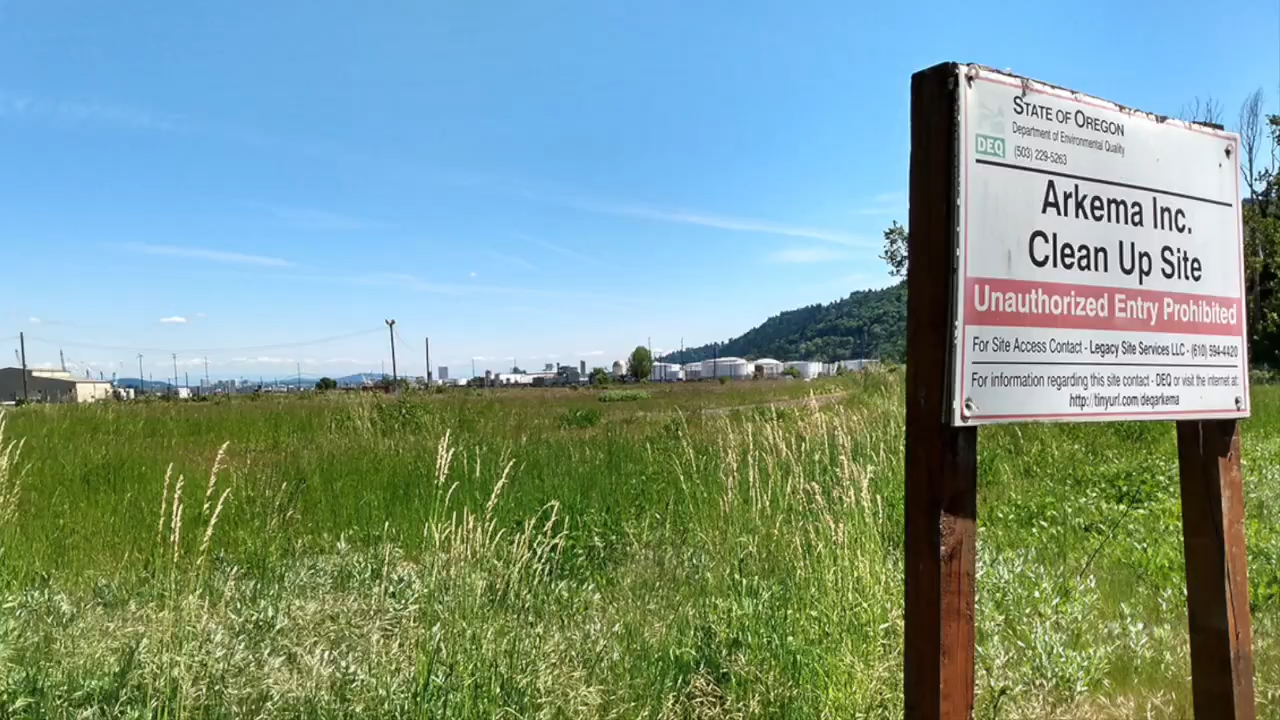 STATE OF OREGON
Department of Environmental Quality
DEQ
(503) 229-5263
Arkema Inc.
Clean Up Site
Unauthorized Entry Prohibited
For Site Access Contact - Legacy Site Services LLC - (610) 594-4420
For information regarding this site contact - DEQ or visit the internet at:
http://tinyurl.com/deqarkema